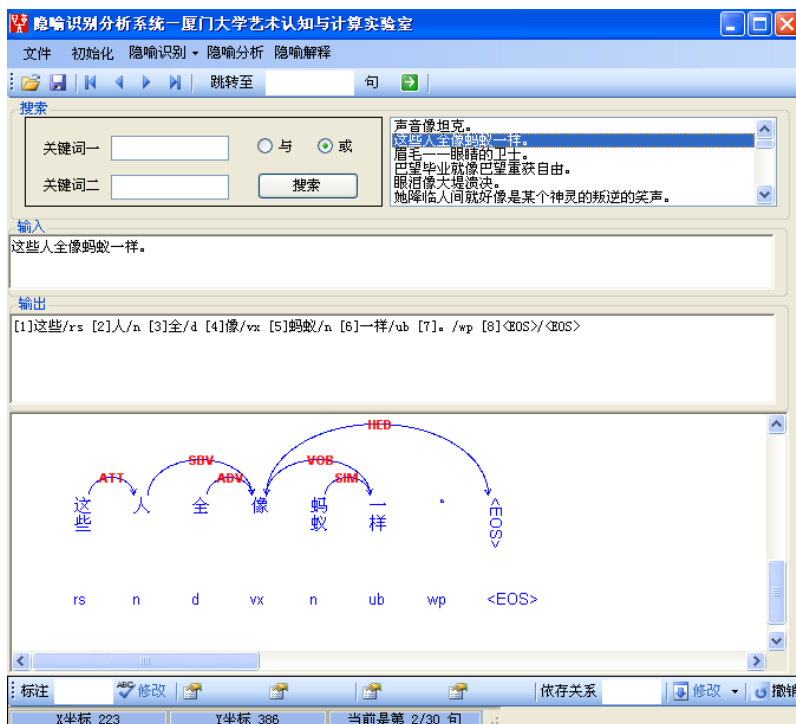 隐喻识别分析系统—厦门大学艺术认知与计算实验室
文件 初始化 隐喻识别 隐喻分析 隐喻解释
跳转至 句
搜索
关键词一 与 或
关键词二 搜索
声音像坦克。
这些人全像蚂蚁一样。
眉毛——眼睛的卫士。
巴望毕业就像巴望重获自由。
眼泪像大堤溃决。
她降临人间就好像是某个神灵的叛逆的笑声。
输入
这些人全像蚂蚁一样。
输出
[1]这些/rs [2]人/n [3]全/d [4]像/vx [5]蚂蚁/n [6]一样/ub [7]。/wp [8]<EOS>/<EOS>
HED
SBV VOB
ATT ADV SIM
这些 人 全 像 蚂蚁 一样 。 <EOS>
rs n d vx n ub wp <EOS>
标注 ABC 修改 依存关系 修改 撤销
X坐标 223 Y坐标 386 当前是第 2/30 句